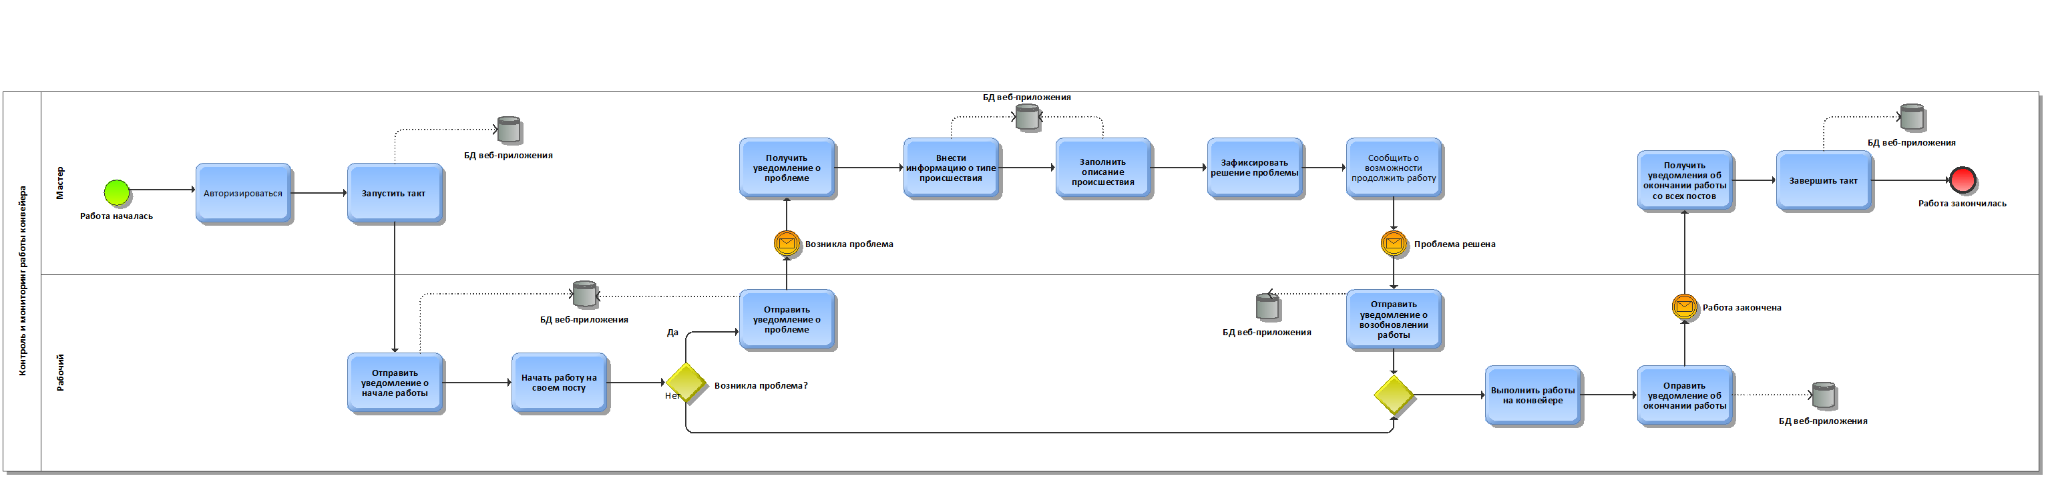 Контроль и мониторинг работы конвейера
Мастер
Работа началась
Авторизироваться
Запустить такт
БД веб-приложения
Получить
уведомление о
проблеме
Возникла проблема
БД веб-приложения
Внести
информацию о типе
происшествия
Заполнить
описание
происшествия
Зафиксировать
решение проблемы
Сообщить о
возможности
продолжить работу
Проблема решена
Получить
уведомления об
окончании работы
со всех постов
Завершить такт
БД веб-приложения
Работа закончилась
Рабочий
Отправить
уведомление о
начале работы
БД веб-приложения
Начать работу на
своем посту
Да
Нет
Возникла проблема?
Отправить
уведомление о
проблеме
БД веб-приложения
Отправить
уведомление о
возобновлении
работы
Выполнить работы
на конвейере
Работа закончена
Оправить
уведомление об
окончании работы
БД веб-приложения